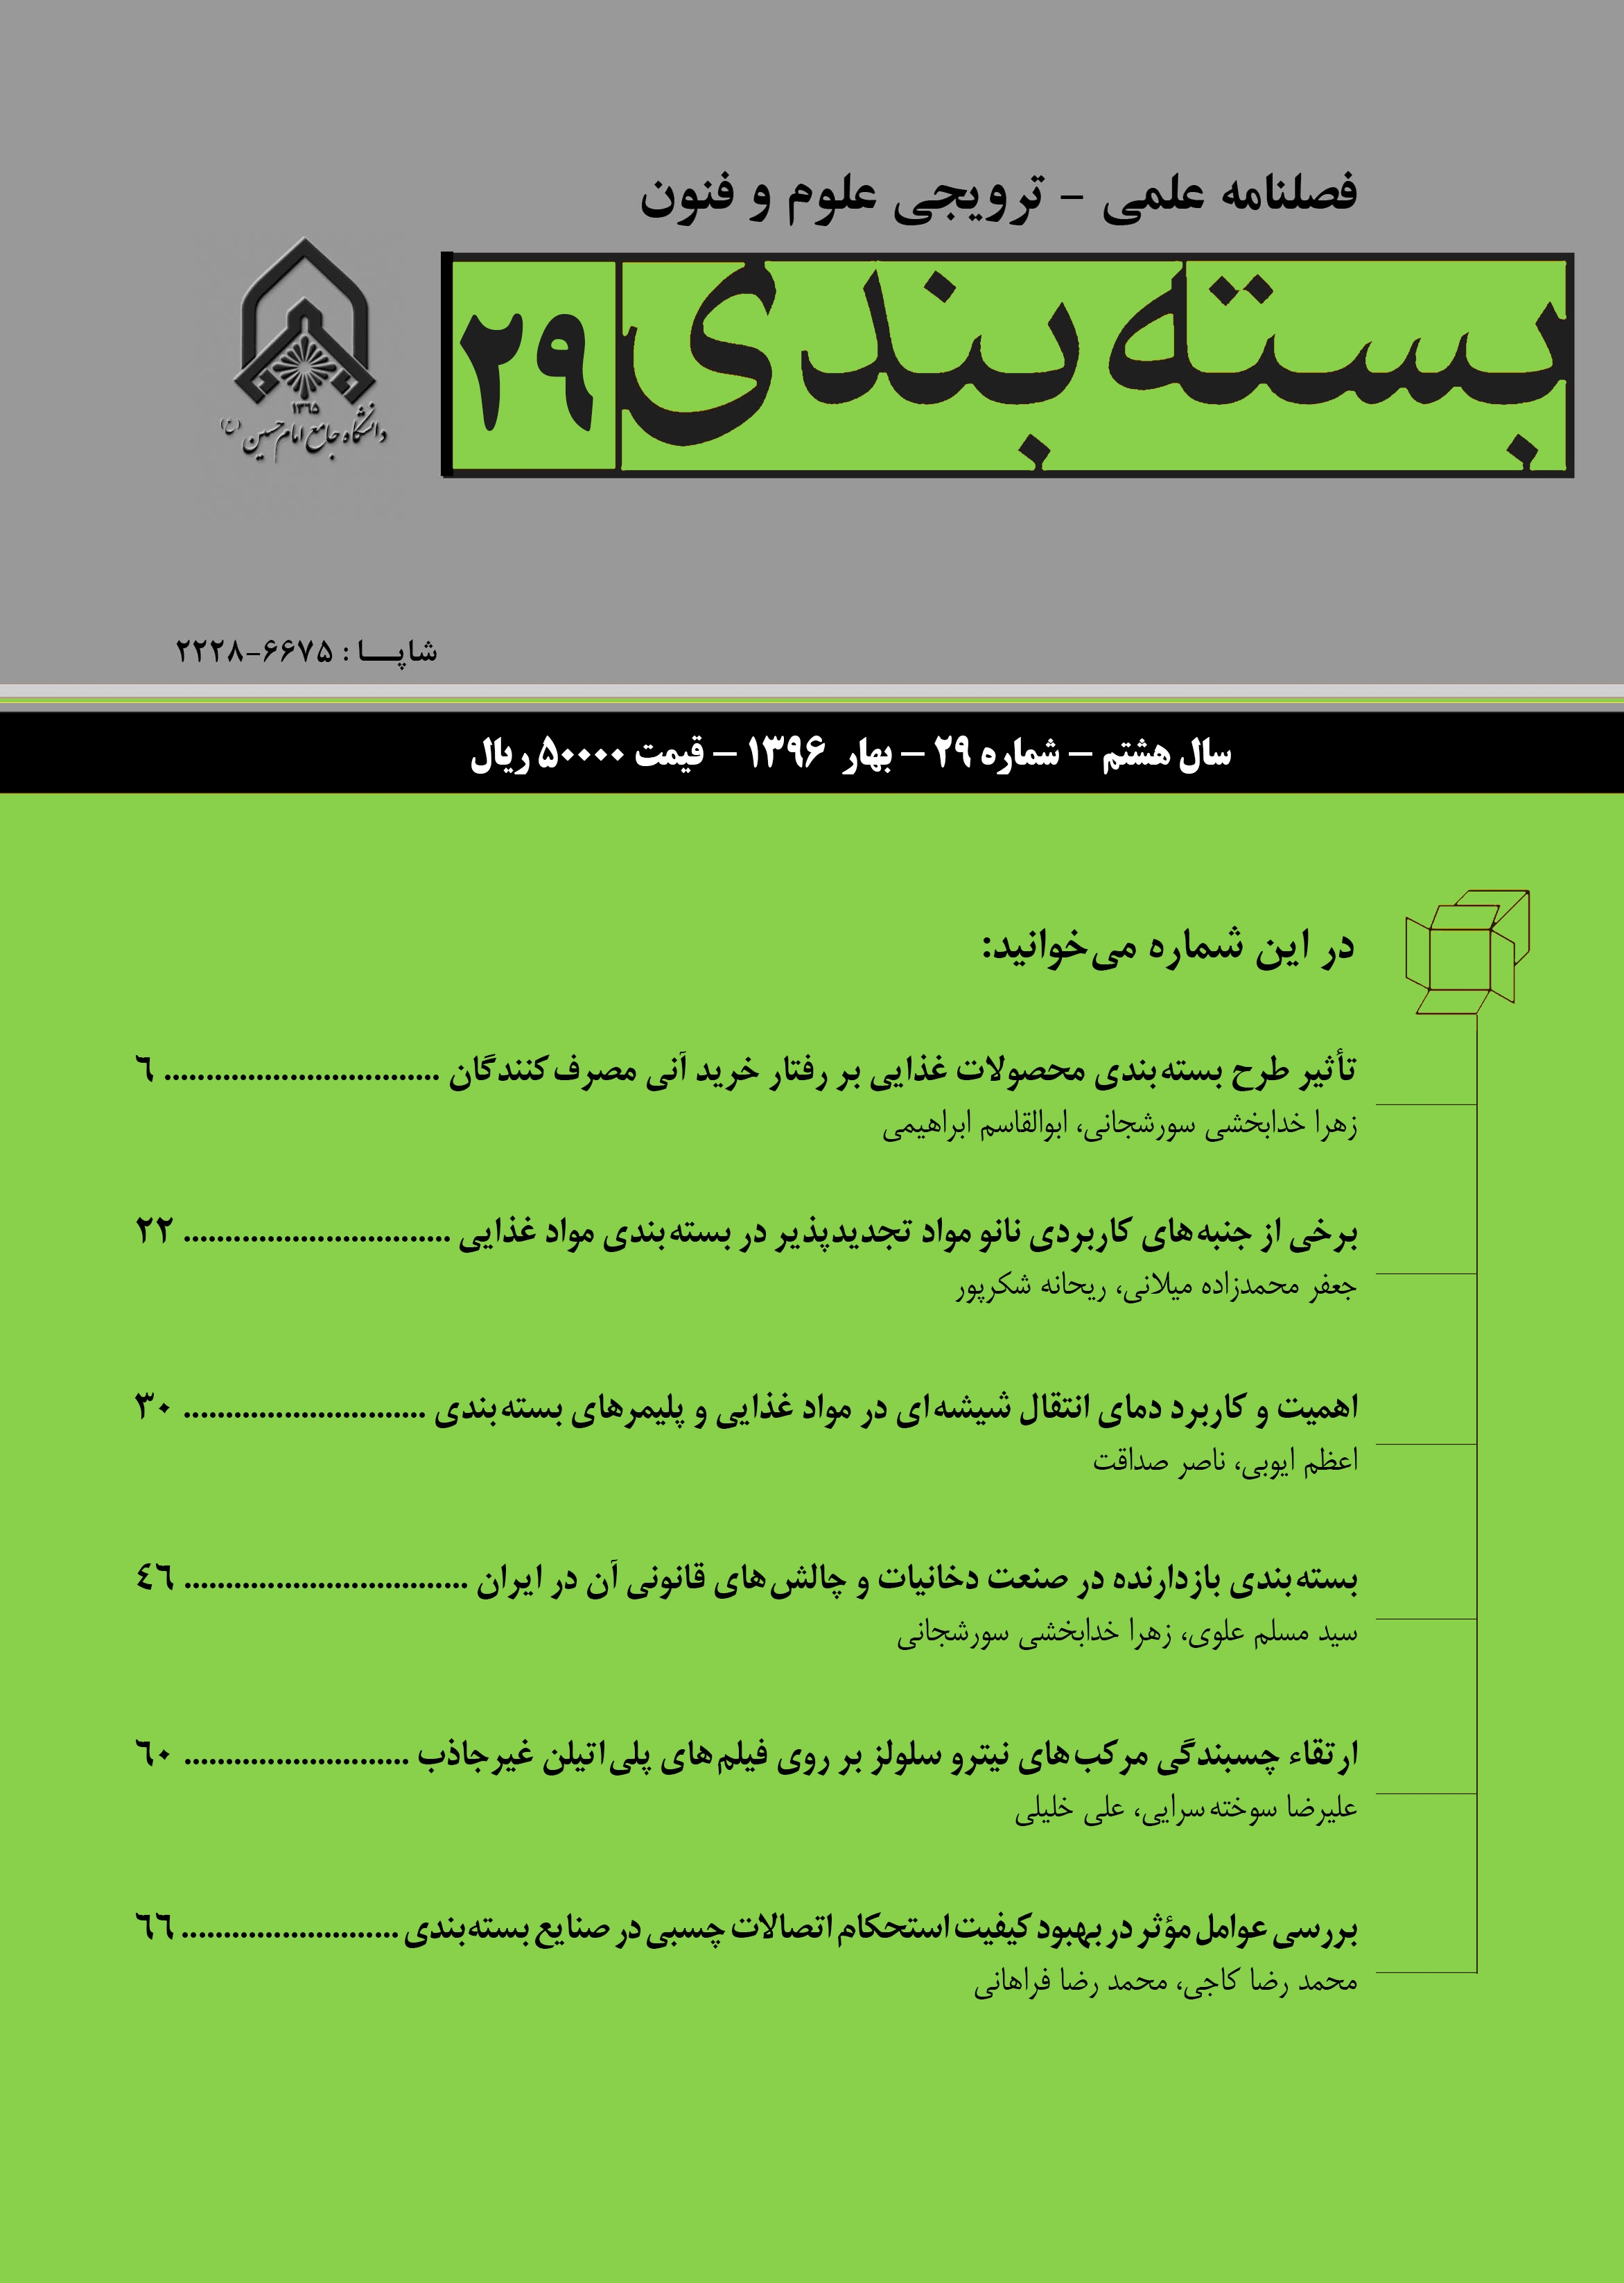 فصلنامه علمی - ترویجی علوم و فنون
بسته‌بندی ۲۹
۱۳۶۵
دانشگاه جامع امام حسین (ع)
شاپـــا : ۶۶۷۵-۲۲۲۸
سال هشتم – شماره ۲۹ – بهار ۱۳۹۶ – قیمت ۵۰۰۰۰ ریال
در این شماره می‌خوانید:
تأثیر طرح بسته‌بندی محصولات غذایی بر رفتار خرید آنی مصرف‌کنندگان ................................. ٦
زهرا خدابخشی سورشجانی، ابوالقاسم ابراهیمی
برخی از جنبه‌های کاربردی نانو مواد تجدیدپذیر در بسته‌بندی مواد غذایی ................................ ۲۲
جعفر محمدزاده میلانی، ریحانه شکرپور
اهمیت و کاربرد دمای انتقال شیشه‌ای در مواد غذایی و پلیمرهای بسته‌بندی ............................. ۳۰
اعظم ایوبی، ناصر صداقت
بسته‌بندی بازدارنده در صنعت دخانیات و چالش‌های قانونی آن در ایران .................................. ٤٦
سید مسلم علوی، زهرا خدابخشی سورشجانی
ارتقاء چسبندگی مرکب‌های نیترو سلولز بر روی فیلم‌های پلی‌اتیلن غیرجاذب ........................... ٦۰
علیرضا سوخته‌سرایی، علی خلیلی
بررسی عوامل مؤثر در بهبود کیفیت استحکام اتصالات چسبی در صنایع بسته‌بندی .......................... ٦٦
محمد رضا کاجی، محمد رضا فراهانی